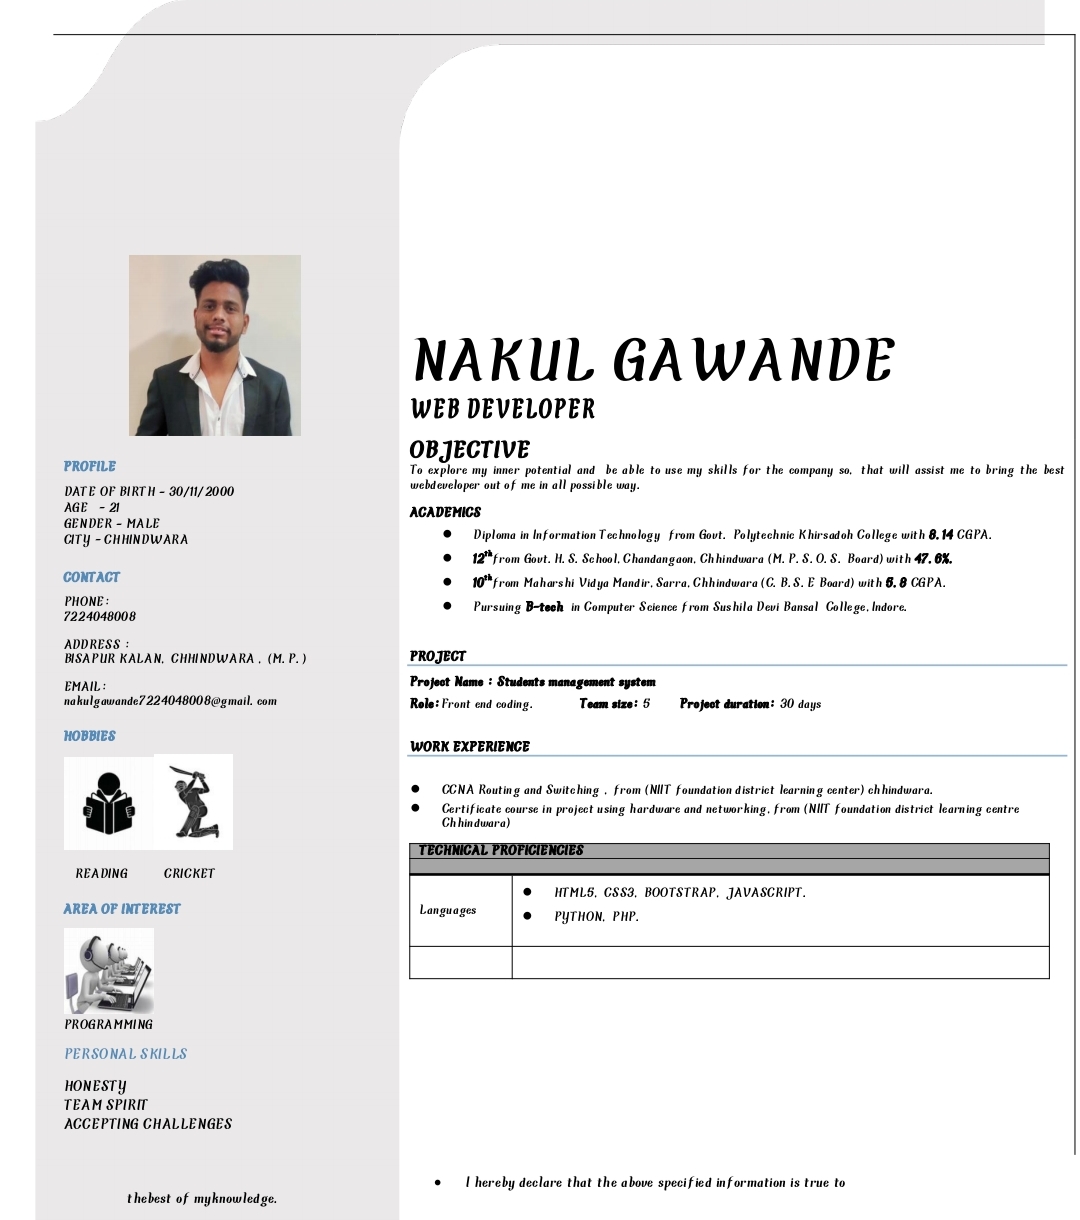 PROFILE
DATE OF BIRTH - 30/11/2000
AGE - 21
GENDER - MALE
CITY - CHHINDWARA
CONTACT
PHONE:
7224048008
ADDRESS :
BISAPUR KALAN, CHHINDWARA , (M. P. )
EMAIL:
nakulgawande7224048008@gmail. com
HOBBIES
READING CRICKET
AREA OF INTEREST
PROGRAMMING
PERSONAL SKILLS
HONESTY
TEAM SPIRIT
ACCEPTING CHALLENGES
NAKUL GAWANDE
WEB DEVELOPER
OBJECTIVE
To explore my inner potential and be able to use my skills for the company so, that will assist me to bring the best
webdeveloper out of me in all possible way.
ACADEMICS
● Diploma in Information Technology from Govt. Polytechnic Khirsadoh College with 8.14 CGPA.
● 12th from Govt. H. S. School, Chandangaon, Chhindwara (M. P. S. O. S. Board) with 47. 6%.
● 10th from Maharshi Vidya Mandir, Sarra, Chhindwara (C. B. S. E Board) with 5. 8 CGPA.
● Pursuing B-tech in Computer Science from Sushila Devi Bansal College, Indore.
PROJECT
Project Name : Students management system
Role: Front end coding. Team size: 5 Project duration: 30 days
WORK EXPERIENCE
● CCNA Routing and Switching , from (NIIT foundation district learning center) chhindwara.
● Certificate course in project using hardware and networking, from (NIIT foundation district learning centre
Chhindwara)
TECHNICAL PROFICIENCIES
Languages
● HTML5, CSS3, BOOTSTRAP, JAVASCRIPT.
● PYTHON, PHP.
• I hereby declare that the above specified information is true to
thebest of myknowledge.